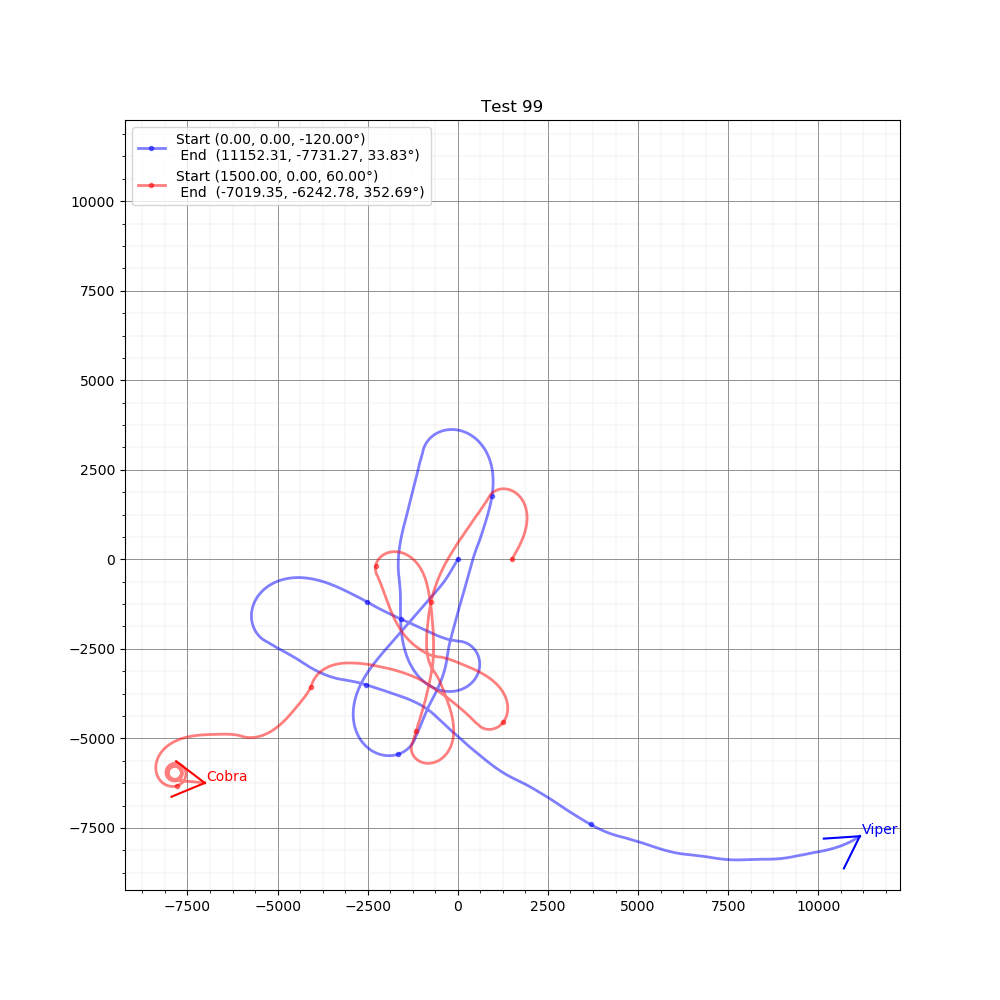 Test 99
Start (0.00, 0.00, -120.00°)
End (11152.31, -7731.27, 33.83°)
Start (1500.00, 0.00, 60.00°)
End (-7019.35, -6242.78, 352.69°)
10000
7500
5000
2500
0
−2500
−5000
−7500
Cobra
Viper
−7500 −5000 −2500 0 2500 5000 7500 10000